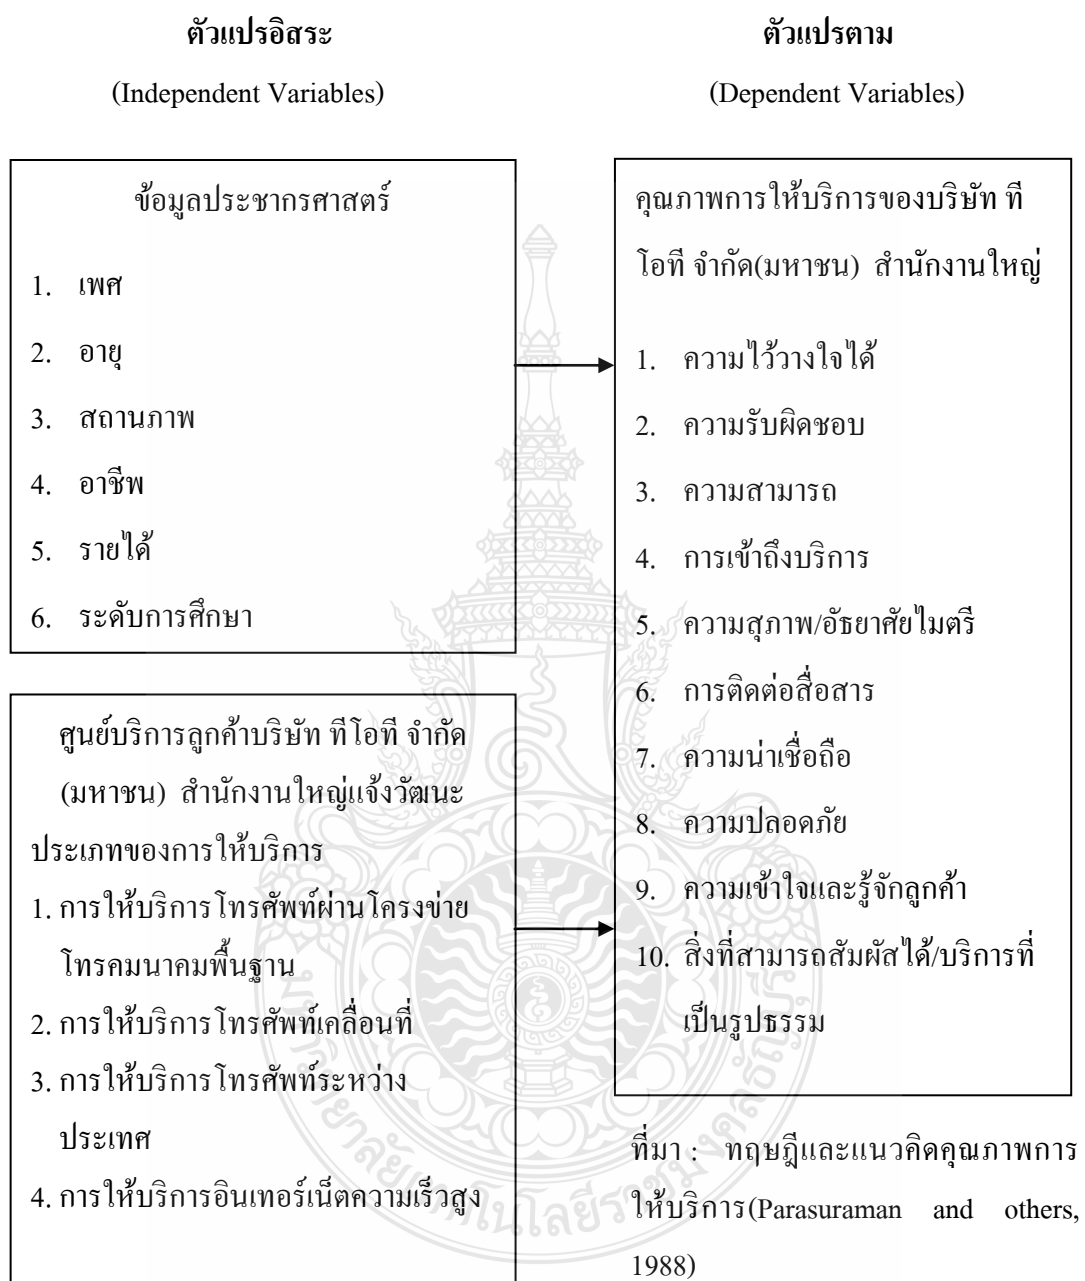 ตัวแปรอิสระ
(Independent Variables)
ตัวแปรตาม
(Dependent Variables)
ข้อมูลประชากรศาสตร์
1. เพศ
2. อายุ
3. สถานภาพ
4. อาชีพ
5. รายได้
6. ระดับการศึกษา
ศูนย์บริการลูกค้าบริษัท ทีโอที จำกัด
(มหาชน) สำนักงานใหญ่แจ้งวัฒนะ
ประเภทของการให้บริการ
1. การให้บริการโทรศัพท์ผ่านโครงข่าย
โทรคมนาคมพื้นฐาน
2. การให้บริการโทรศัพท์เคลื่อนที่
3. การให้บริการโทรศัพท์ระหว่าง
ประเทศ
4. การให้บริการอินเทอร์เน็ตความเร็วสูง
คุณภาพการให้บริการของบริษัท ที
โอที จำกัด(มหาชน) สำนักงานใหญ่
1. ความไว้วางใจได้
2. ความรับผิดชอบ
3. ความสามารถ
4. การเข้าถึงบริการ
5. ความสุภาพ/อัธยาศัยไมตรี
6. การติดต่อสื่อสาร
7. ความน่าเชื่อถือ
8. ความปลอดภัย
9. ความเข้าใจและรู้จักลูกค้า
10. สิ่งที่สามารถสัมผัสได้/บริการที่
เป็นรูปธรรม
ที่มา : ทฤษฎีและแนวคิดคุณภาพการ
ให้บริการ(Parasuraman and others,
1988)